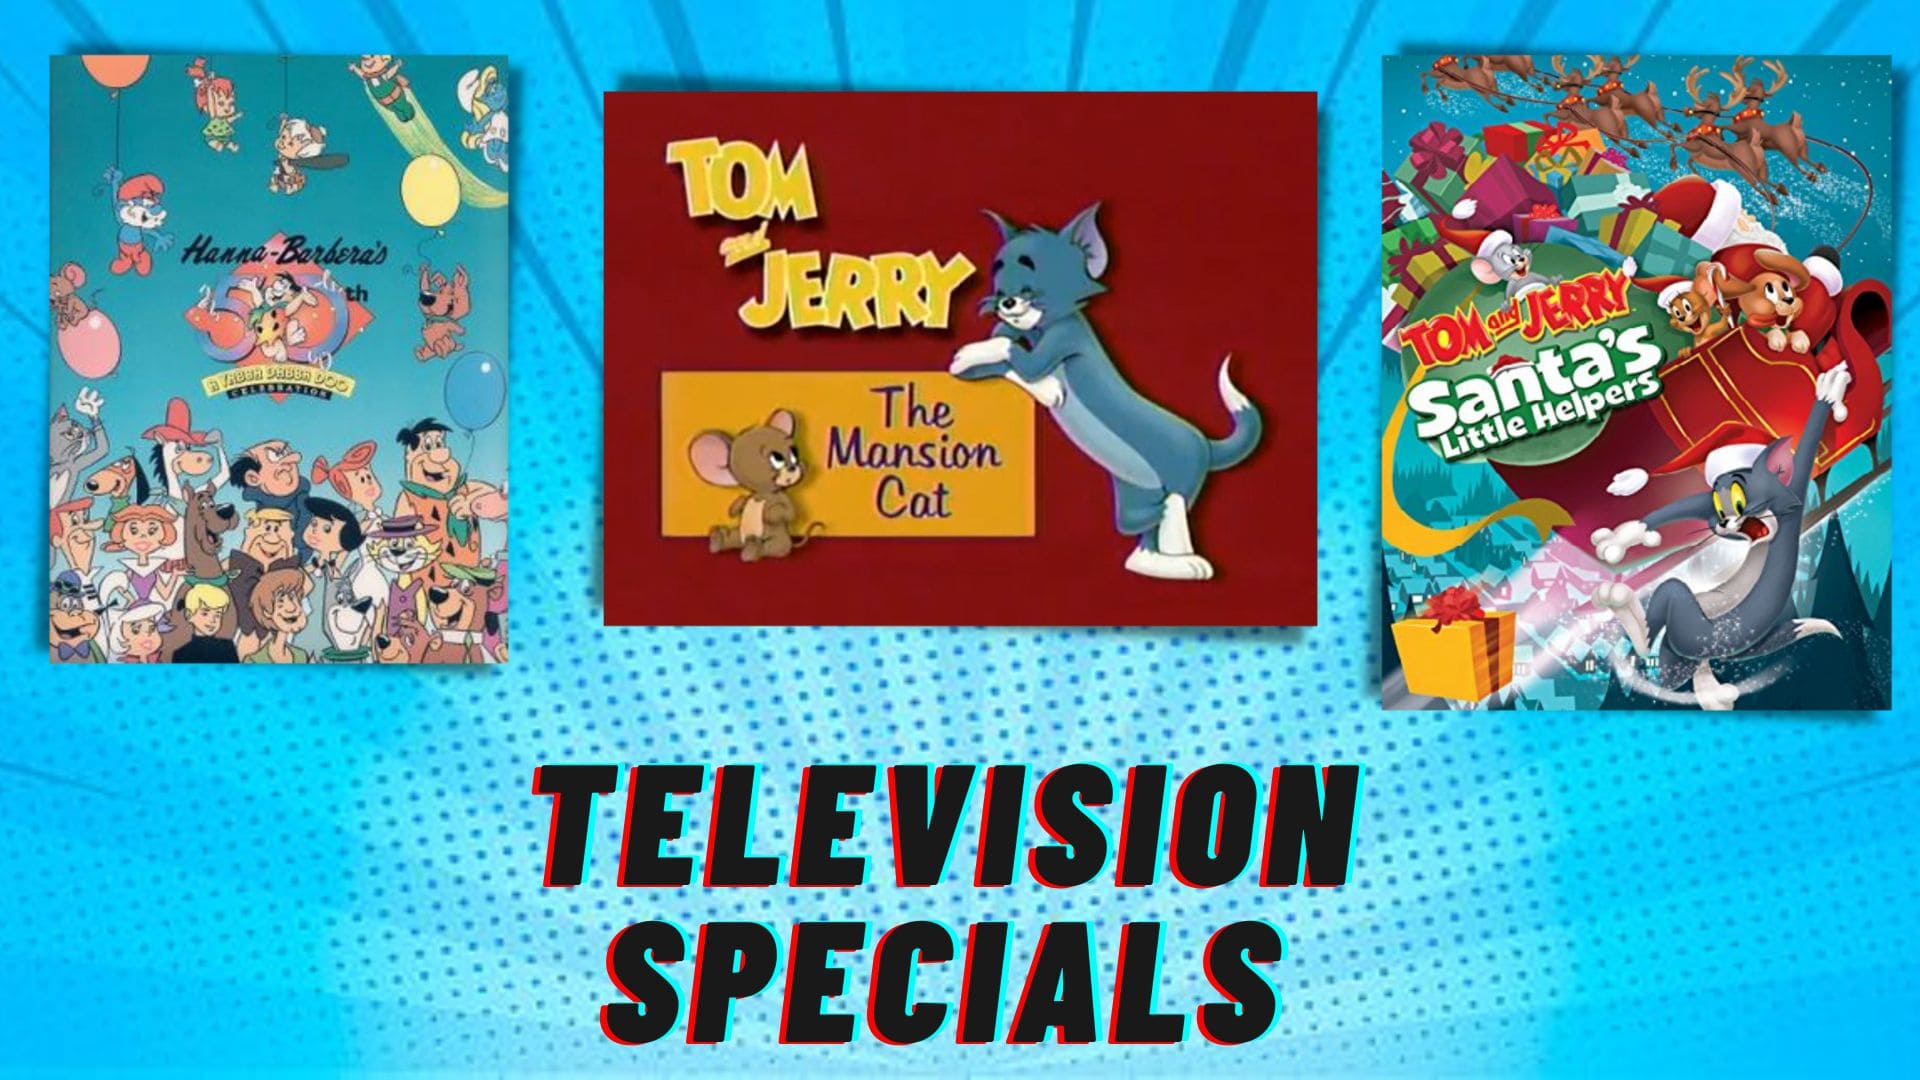 Hanna-Barbera's
50th
A YABBA DABBA DOO
CELEBRATION
TOM
and
JERRY
The
Mansion
Cat
TOM and JERRY
Santa's
Little Helpers
TELEVISION
SPECIALS